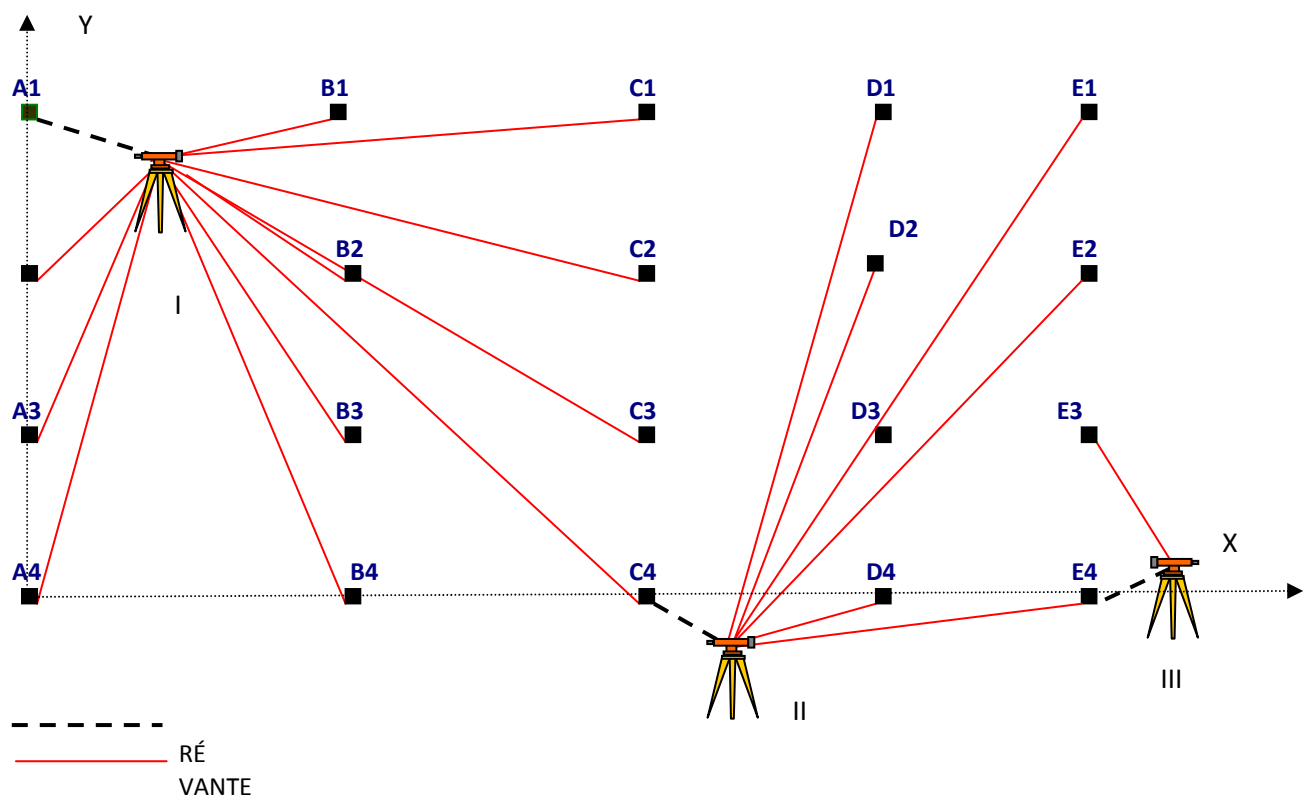 Y
A1 B1 C1 D1 E1
D2
B2 C2 E2
I
A3 B3 C3 D3 E3
X
A4 B4 C4 D4 E4
III
II
RÉ
VANTE